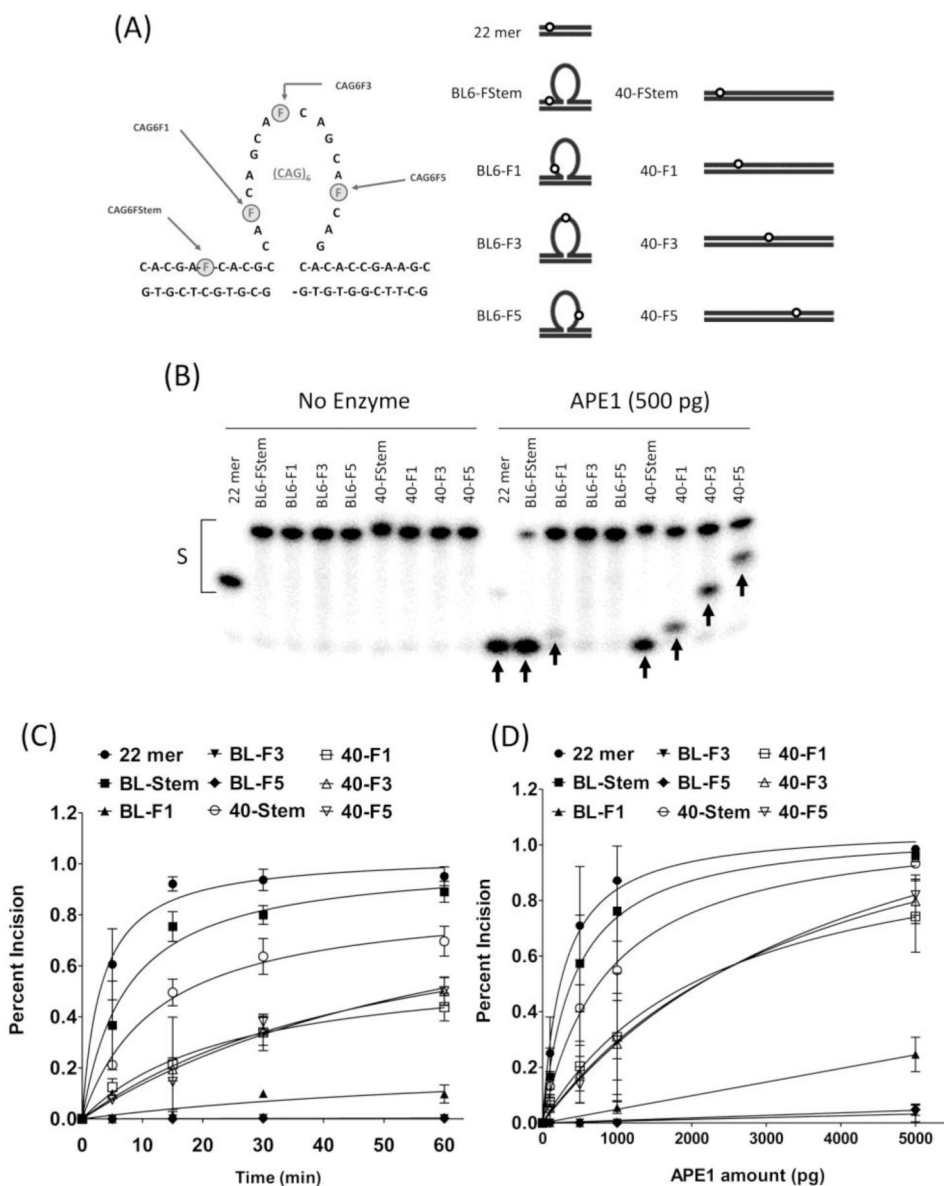 (A)
CAG6F3
CAG6F1
CAG6F5
CAG6FStem
F C
A A
C G
G C
A (CAG)6 A
C F
F C
A A
C G
C-A-C-G-A-F-C-A-C-G-C C-A-C-A-C-C-G-A-A-G-C
G-T-G-C-T-C-G-T-G-C-G -G-T-G-T-G-G-C-T-T-C-G
22 mer
BL6-FStem 40-FStem
BL6-F1 40-F1
BL6-F3 40-F3
BL6-F5 40-F5
(B)
No Enzyme APE1 (500 pg)
22 mer BL6-FStem BL6-F1 BL6-F3 BL6-F5 40-FStem 40-F1 40-F3 40-F5 22 mer BL6-FStem BL6-F1 BL6-F3 BL6-F5 40-FStem 40-F1 40-F3 40-F5
S
(C)
22 mer BL-F3 40-F1
BL-Stem BL-F5 40-F3
BL-F1 40-Stem 40-F5
Percent Incision
1.2
1.0
0.8
0.6
0.4
0.2
0.0
0 10 20 30 40 50 60
Time (min)
(D)
22 mer BL-F3 40-F1
BL-Stem BL-F5 40-F3
BL-F1 40-Stem 40-F5
Percent Incision
1.2
1.0
0.8
0.6
0.4
0.2
0.0
0 1000 2000 3000 4000 5000
APE1 amount (pg)